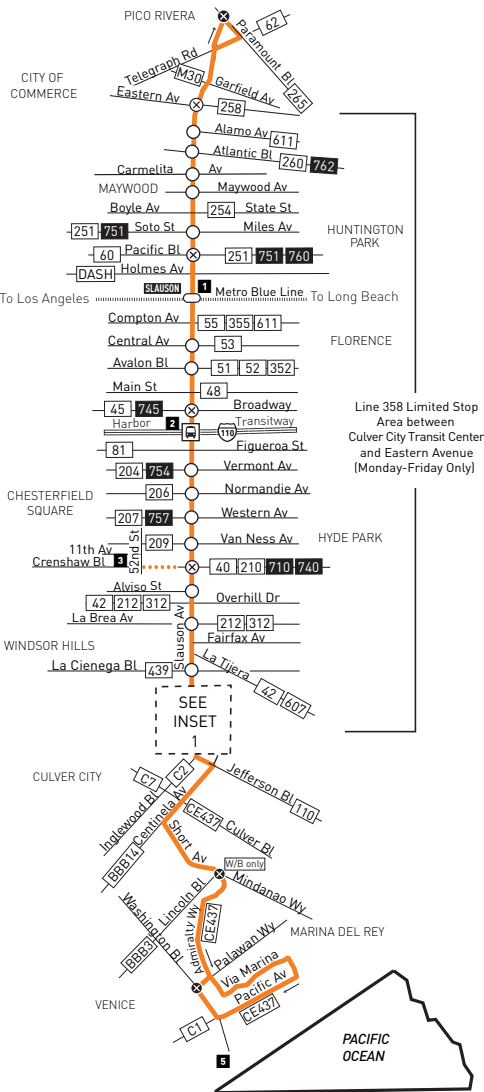 PICO RIVERA
62
Paramount Bl
Telegraph Rd
M30
Garfield Av
265
CITY OF
COMMERCE
Eastern Av
258
Alamo Av
611
Atlantic Bl
260
762
Carmelita
Av
MAYWOOD
Maywood Av
Boyle Av
254
State St
251
751
Soto St
Miles Av
HUNTINGTON
PARK
60
Pacific Bl
251
751
760
DASH
Holmes Av
SLAUSON
1
Metro Blue Line
To Los Angeles
To Long Beach
Compton Av
55
355
611
FLORENCE
Central Av
53
Avalon Bl
51
52
352
Main St
48
45
745
Broadway
Harbor
2
110
Transitway
81
Figueroa St
Line 358 Limited Stop
Area between
Culver City Transit Center
and Eastern Avenue
(Monday-Friday Only)
204
754
Vermont Av
206
Normandie Av
CHESTERFIELD
SQUARE
207
757
Western Av
52nd St
209
Van Ness Av
HYDE PARK
11th Av
Crenshaw Bl
3
40
210
710
740
Alviso St
42
212
312
Overhill Dr
La Brea Av
212
312
Slauson Av
Fairfax Av
WINDSOR HILLS
La Tijera
La Cienega Bl
439
42
607
SEE
INSET
1
CULVER CITY
C7
C2
Jefferson Bl
110
Inglewood Bl
Centinela Av
CE437
Culver Bl
BBB14
Short Av
W/B only
Lincoln Bl
Mindanao Wy
Washington Bl
BBB3
Admiralty Wy
CE437
Palawan Wy
MARINA DEL REY
Via Marina
Pacific Av
VENICE
CE437
C1
5
PACIFIC
OCEAN